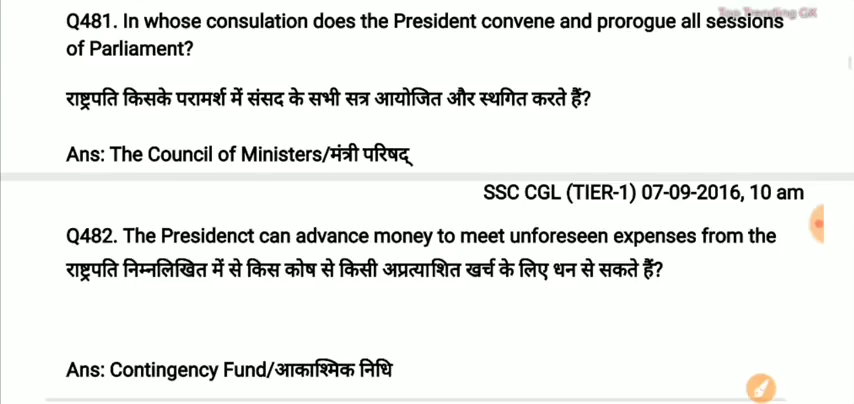 Top Trending GK
Q481. In whose consulation does the President convene and prorogue all sessions
of Parliament?
राष्ट्रपति किसके परामर्श में संसद के सभी सत्र आयोजित और स्थगित करते हैं?
Ans: The Council of Ministers/मंत्री परिषद्
SSC CGL (TIER-1) 07-09-2016, 10 am
Q482. The Presidenct can advance money to meet unforeseen expenses from the
राष्ट्रपति निम्नलिखित में से किस कोष से किसी अप्रत्याशित खर्च के लिए धन से सकते हैं?
Ans: Contingency Fund/आकाश्मिक निधि